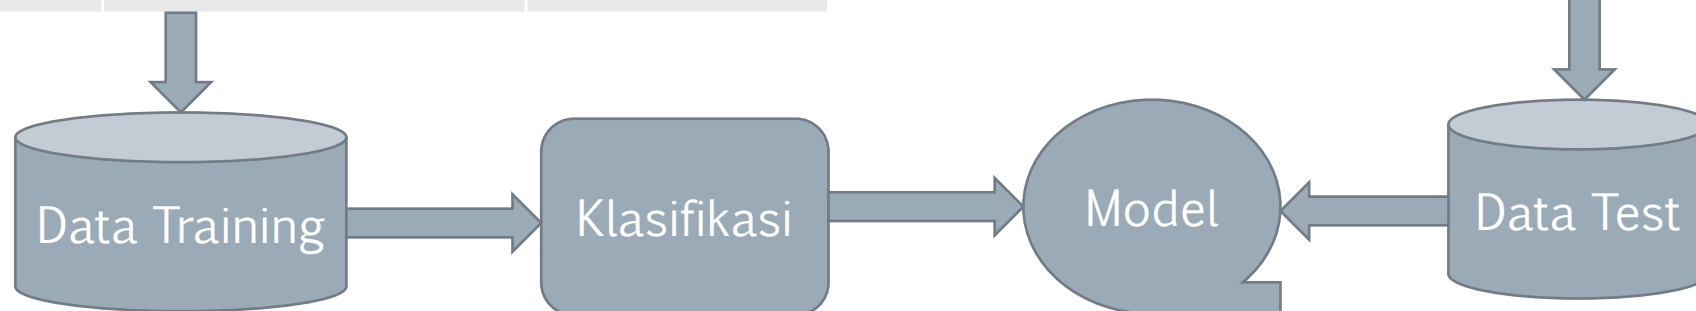 Data Training
Klasifikasi
Model
Data Test